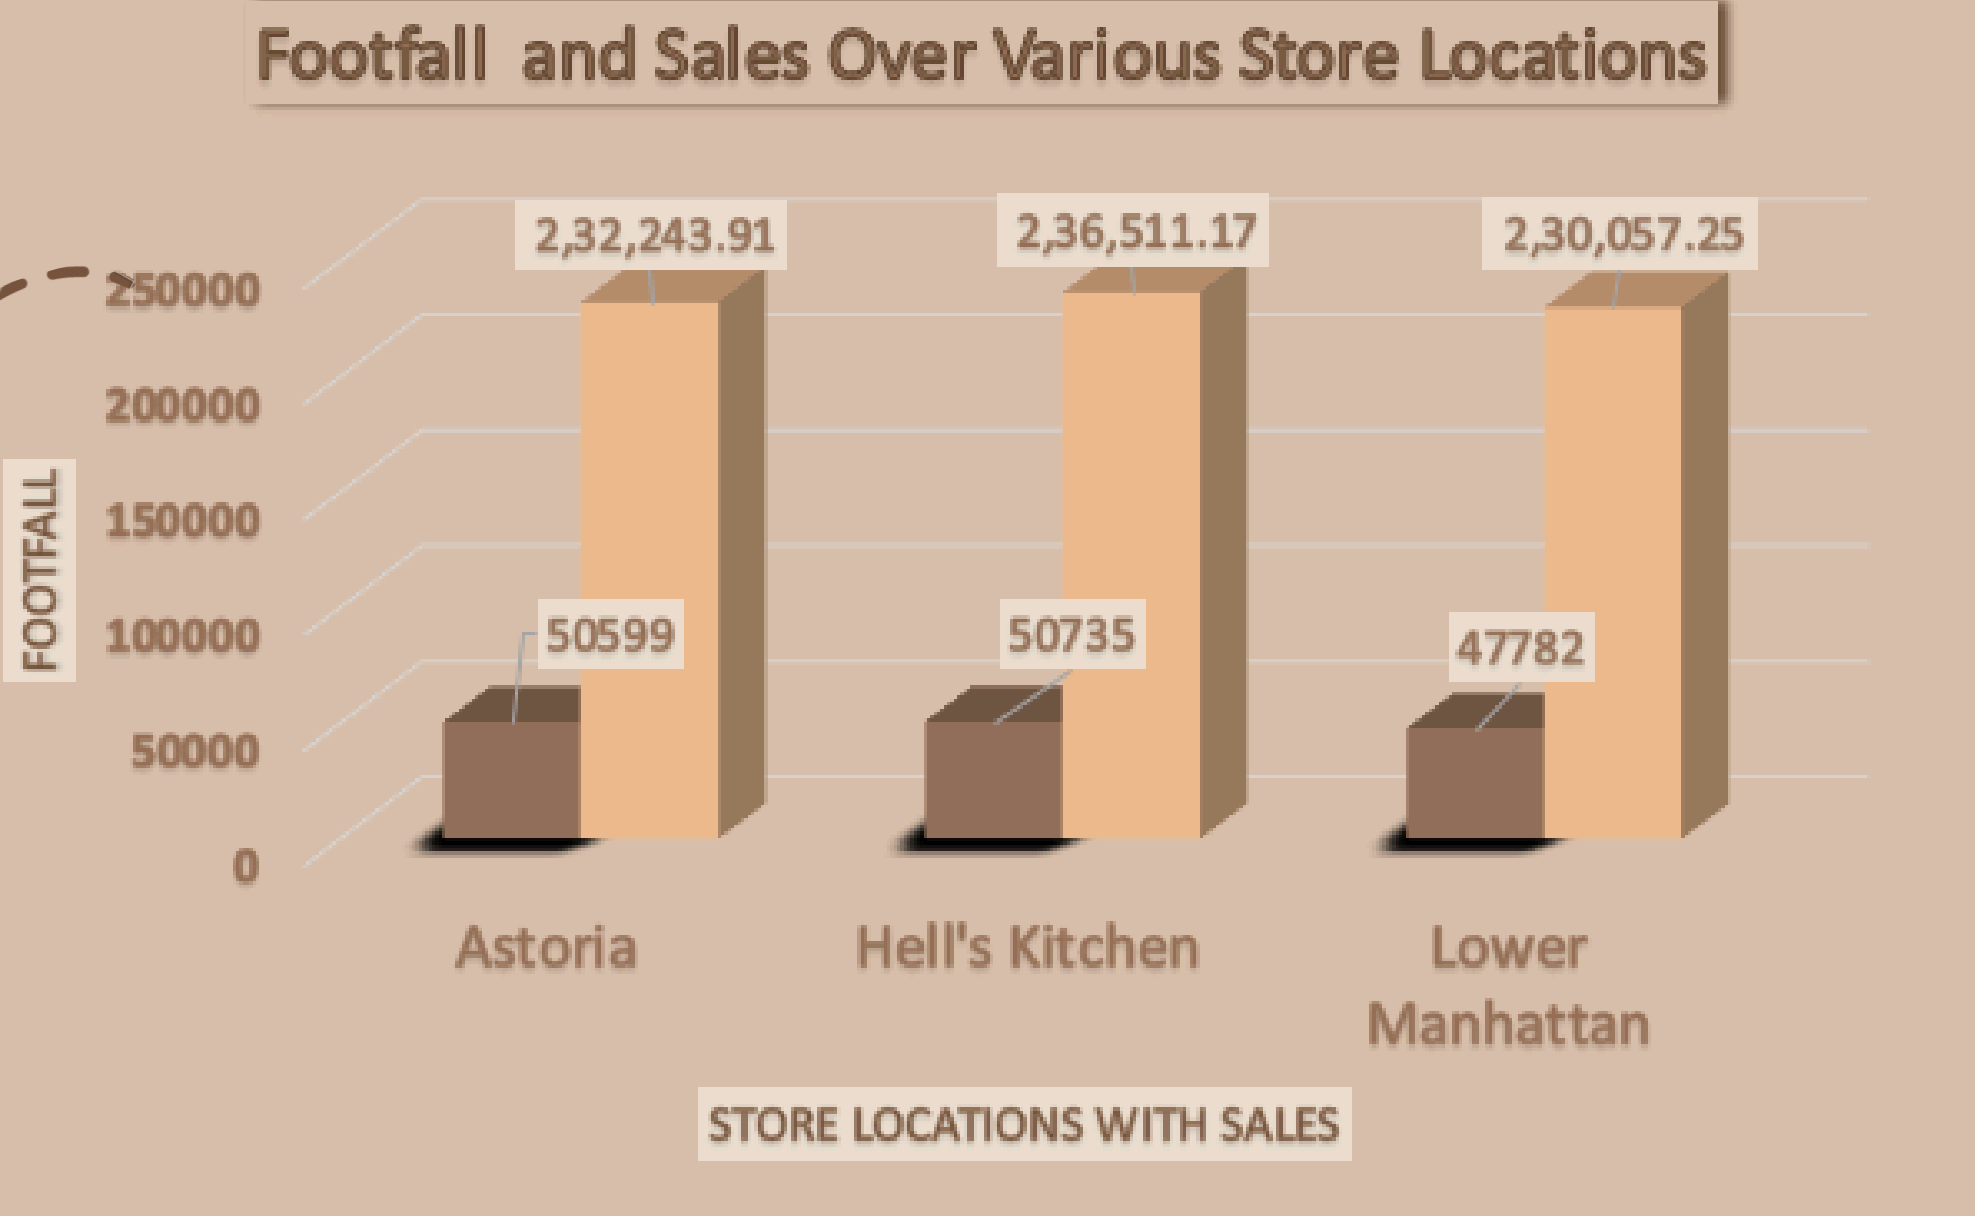 Footfall and Sales Over Various Store Locations
2,32,243.91
2,36,511.17
2,30,057.25
250000
200000
150000
100000
50000
0
FOOTFALL
50599
50735
47782
Astoria
Hell's Kitchen
Lower
Manhattan
STORE LOCATIONS WITH SALES